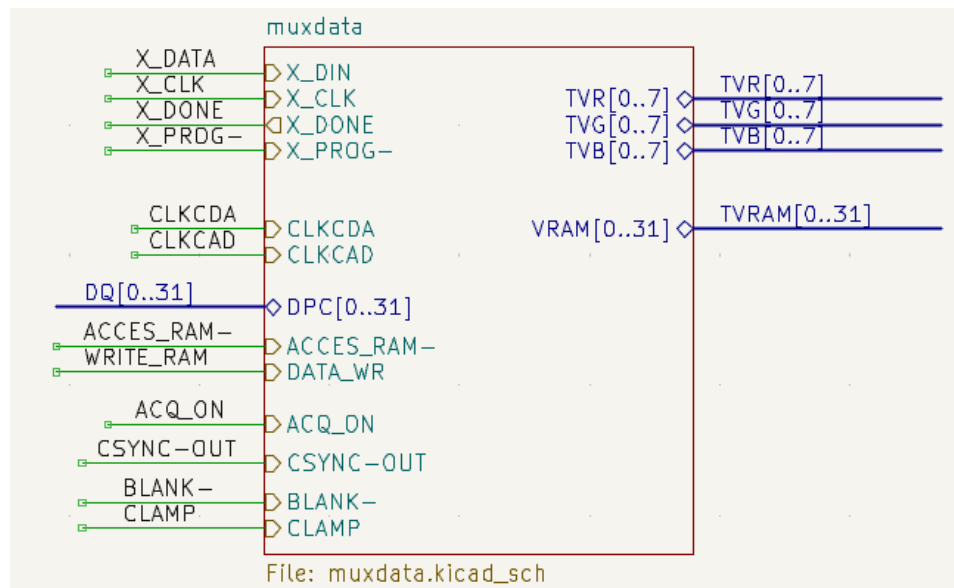 muxdata
X_DATA
X_DIN
X_CLK
X_CLK
X_DONE
X_DONE
X_PROG-
X_PROG-
TVR[0..7]
TVR[0..7]
TVG[0..7]
TVG[0..7]
TVB[0..7]
TVB[0..7]
CLKCDA
CLKCDA
CLKCAD
CLKCAD
VRAM[0..31]
TVRAM[0..31]
DQ[0..31]
DPC[0..31]
ACCES_RAM-
ACCES_RAM-
WRITE_RAM
DATA_WR
ACQ_ON
ACQ_ON
CSYNC-OUT
CSYNC-OUT
BLANK-
BLANK-
CLAMP
CLAMP
File: muxdata.kicad_sch